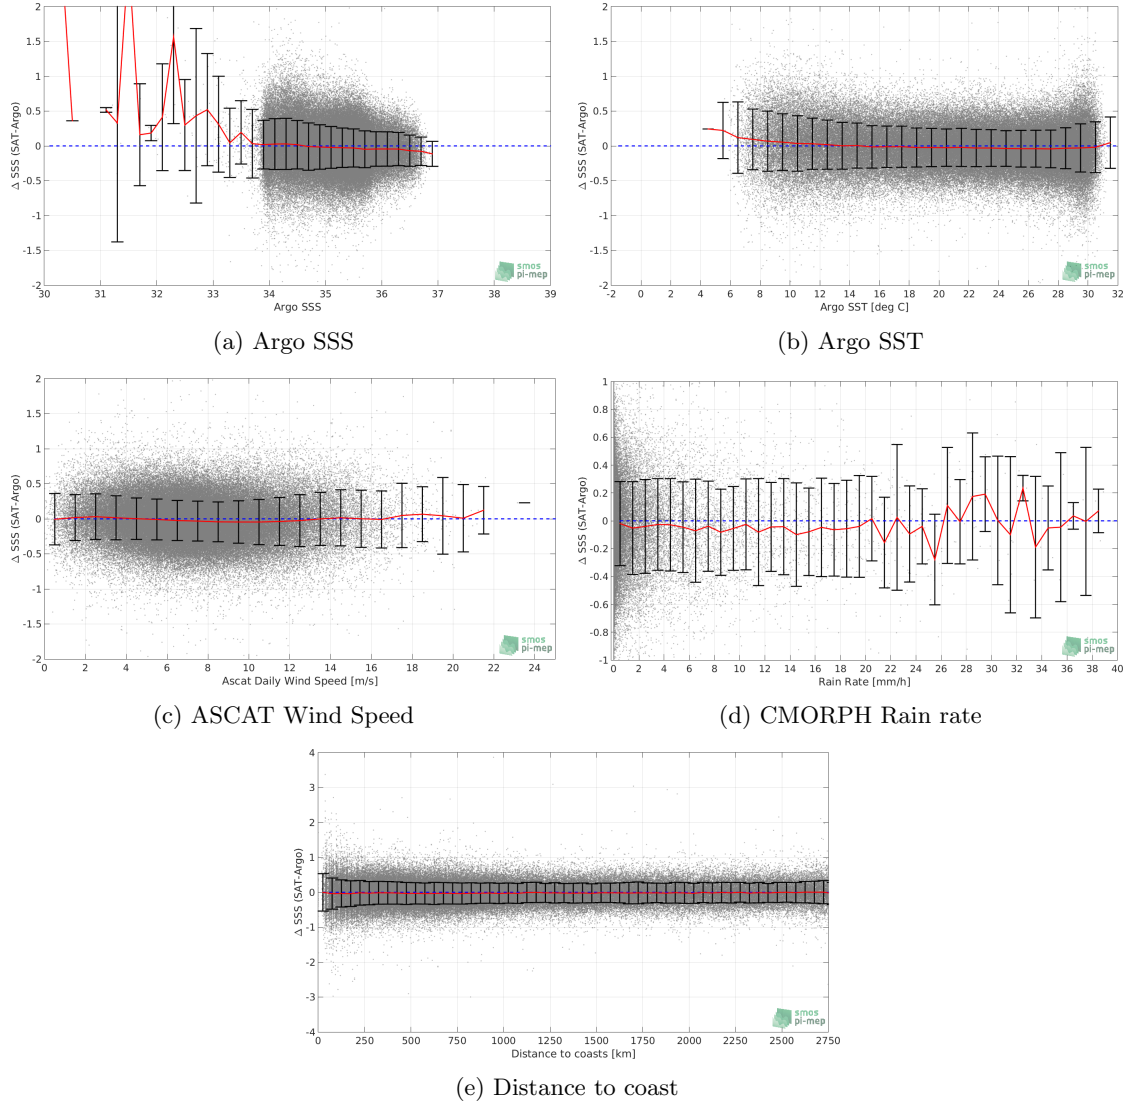 2
1.5
1
0.5
0
-0.5
-1
-1.5
-2
Δ SSS (SAT-Argo)
30 31 32 33 34 35 36 37 38 39
Argo SSS
smos
pi-mep
(a) Argo SSS
2
1.5
1
0.5
0
-0.5
-1
-1.5
-2
Δ SSS (SAT-Argo)
-2 0 2 4 6 8 10 12 14 16 18 20 22 24 26 28 30 32
Argo SST [deg C]
smos
pi-mep
(b) Argo SST
2
1.5
1
0.5
0
-0.5
-1
-1.5
-2
Δ SSS (SAT-Argo)
0 2 4 6 8 10 12 14 16 18 20 22 24
Ascat Daily Wind Speed [m/s]
smos
pi-mep
(c) ASCAT Wind Speed
1
0.8
0.6
0.4
0.2
0
-0.2
-0.4
-0.6
-0.8
-1
Δ SSS (SAT-Argo)
0 2 4 6 8 10 12 14 16 18 20 22 24 26 28 30 32 34 36 38 40
Rain Rate [mm/h]
smos
pi-mep
(d) CMORPH Rain rate
4
3
2
1
0
-1
-2
-3
-4
Δ SSS (SAT-Argo)
0 250 500 750 1000 1250 1500 1750 2000 2250 2500 2750
Distance to coasts [km]
smos
pi-mep
(e) Distance to coast